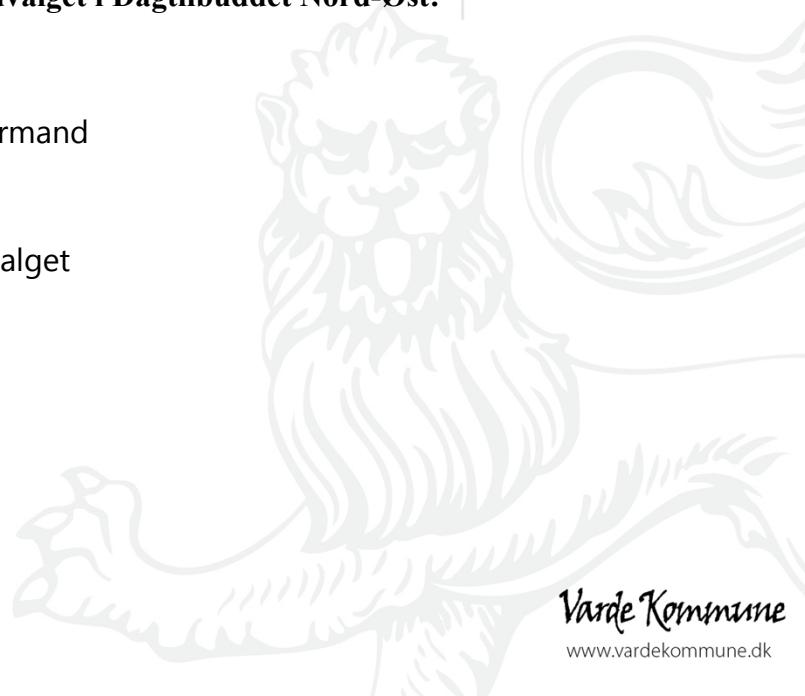 valget i Dagtilbuddet Nord-Øst.
rmand
alget
Varde Kommune
www.vardekommune.dk